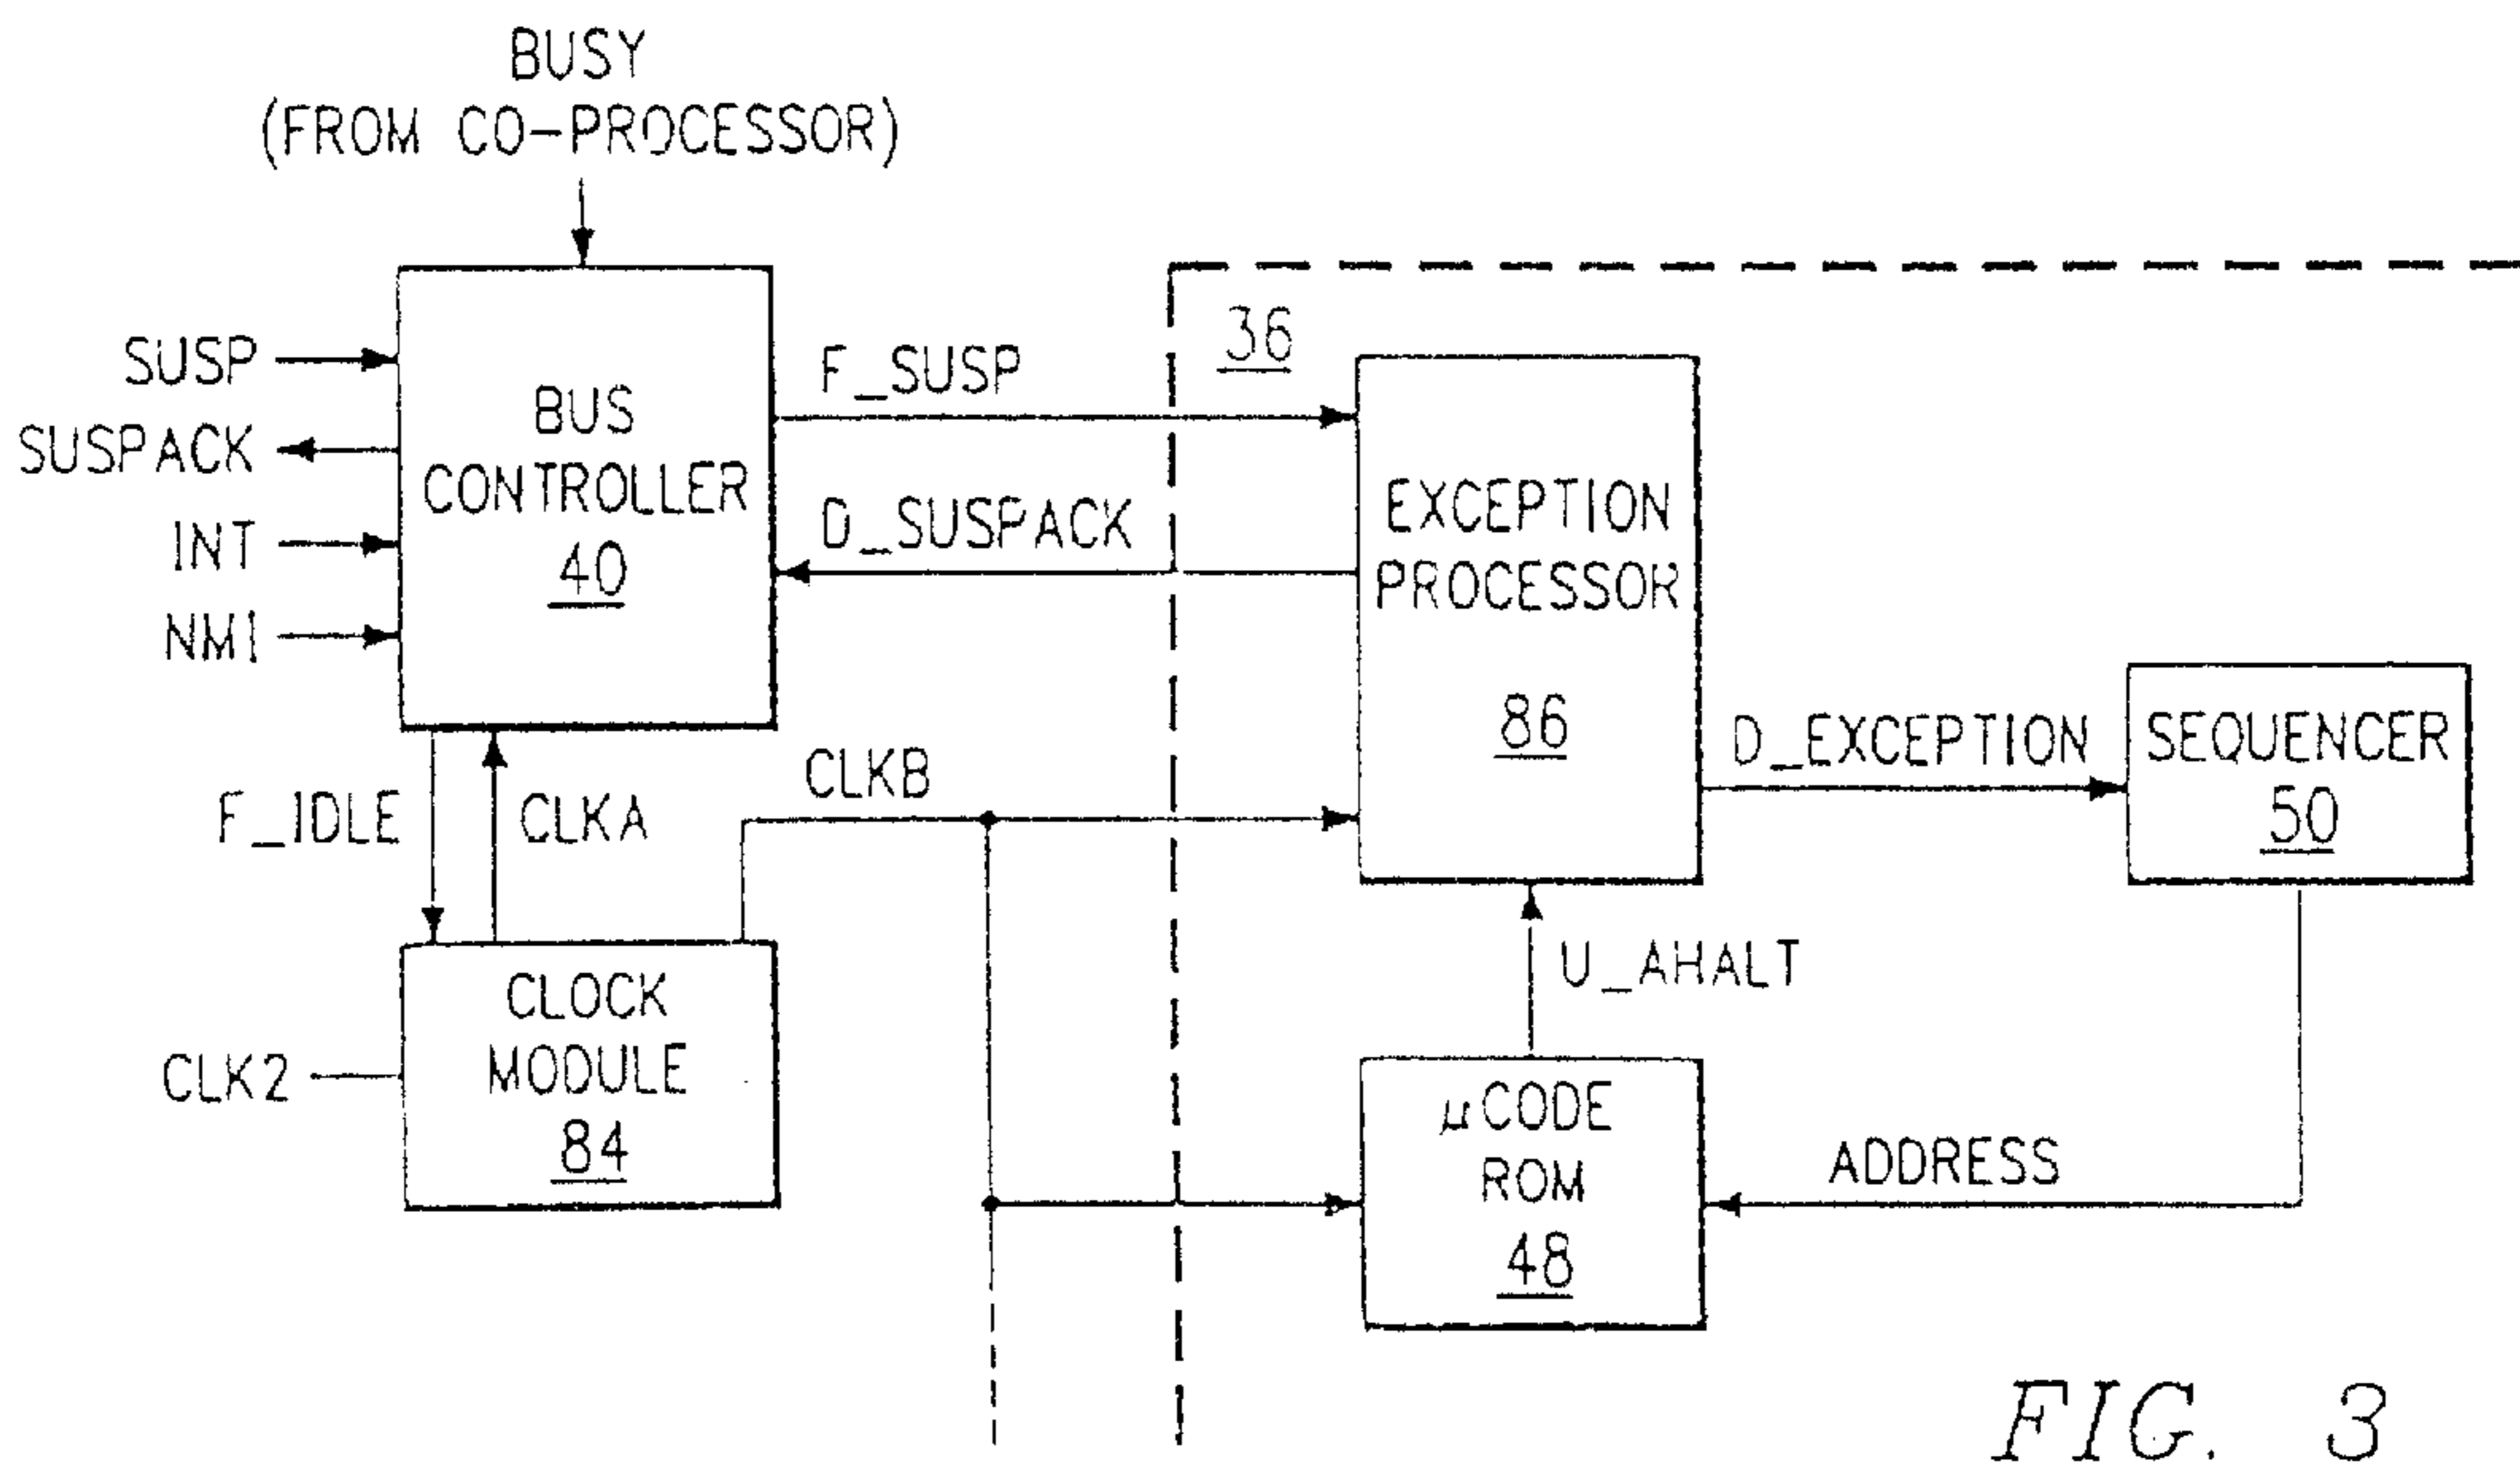 BUSY
(FROM CO-PROCESSOR)
SUSP
SUSPACK
INT
NMI
BUS
CONTROLLER
40
F_SUSP
D_SUSPACK
36
EXCEPTION
PROCESSOR
86
D_EXCEPTION
SEQUENCER
50
F_IDLE
CLKA
CLKB
CLK2
CLOCK
MODULE
84
U_AHALT
μCODE
ROM
48
ADDRESS
FIG. 3